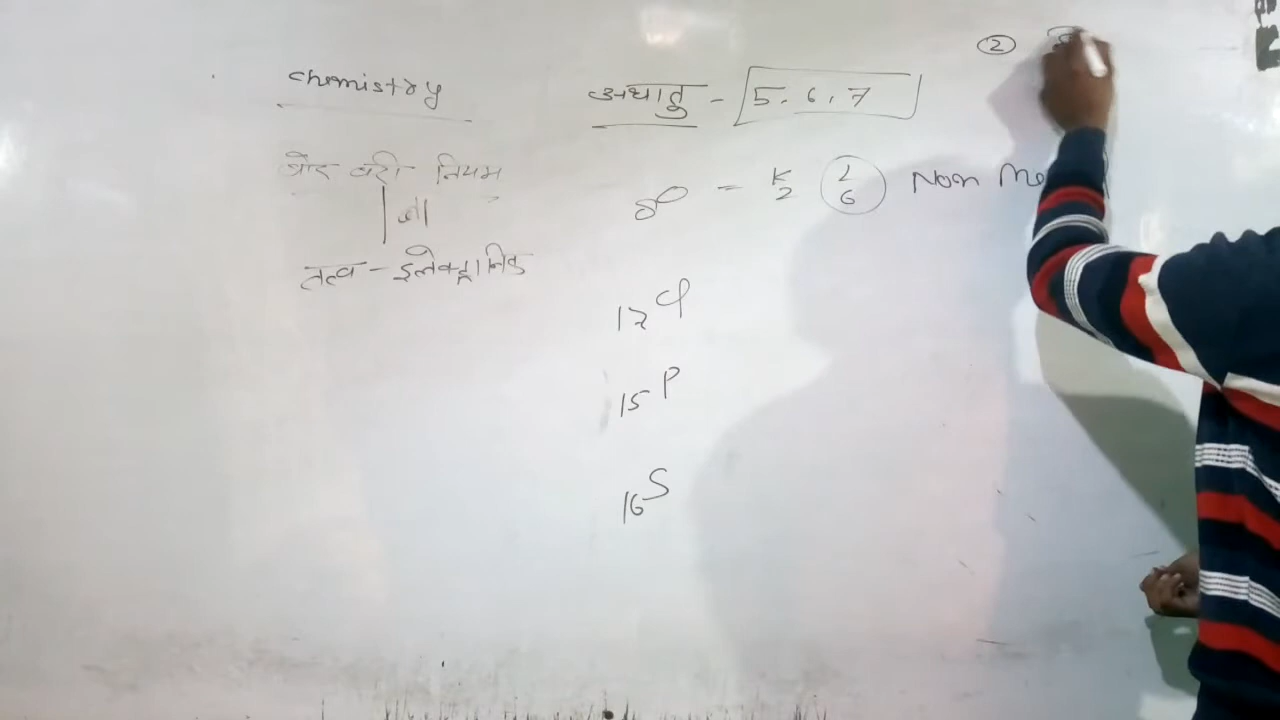 chemistry
बोर बरी नियम
तत्व - इलेक्ट्रानिक
अधातु - 5, 6, 7
8O = K 2 L 6 Non Me
17Cl
15P
16S
②